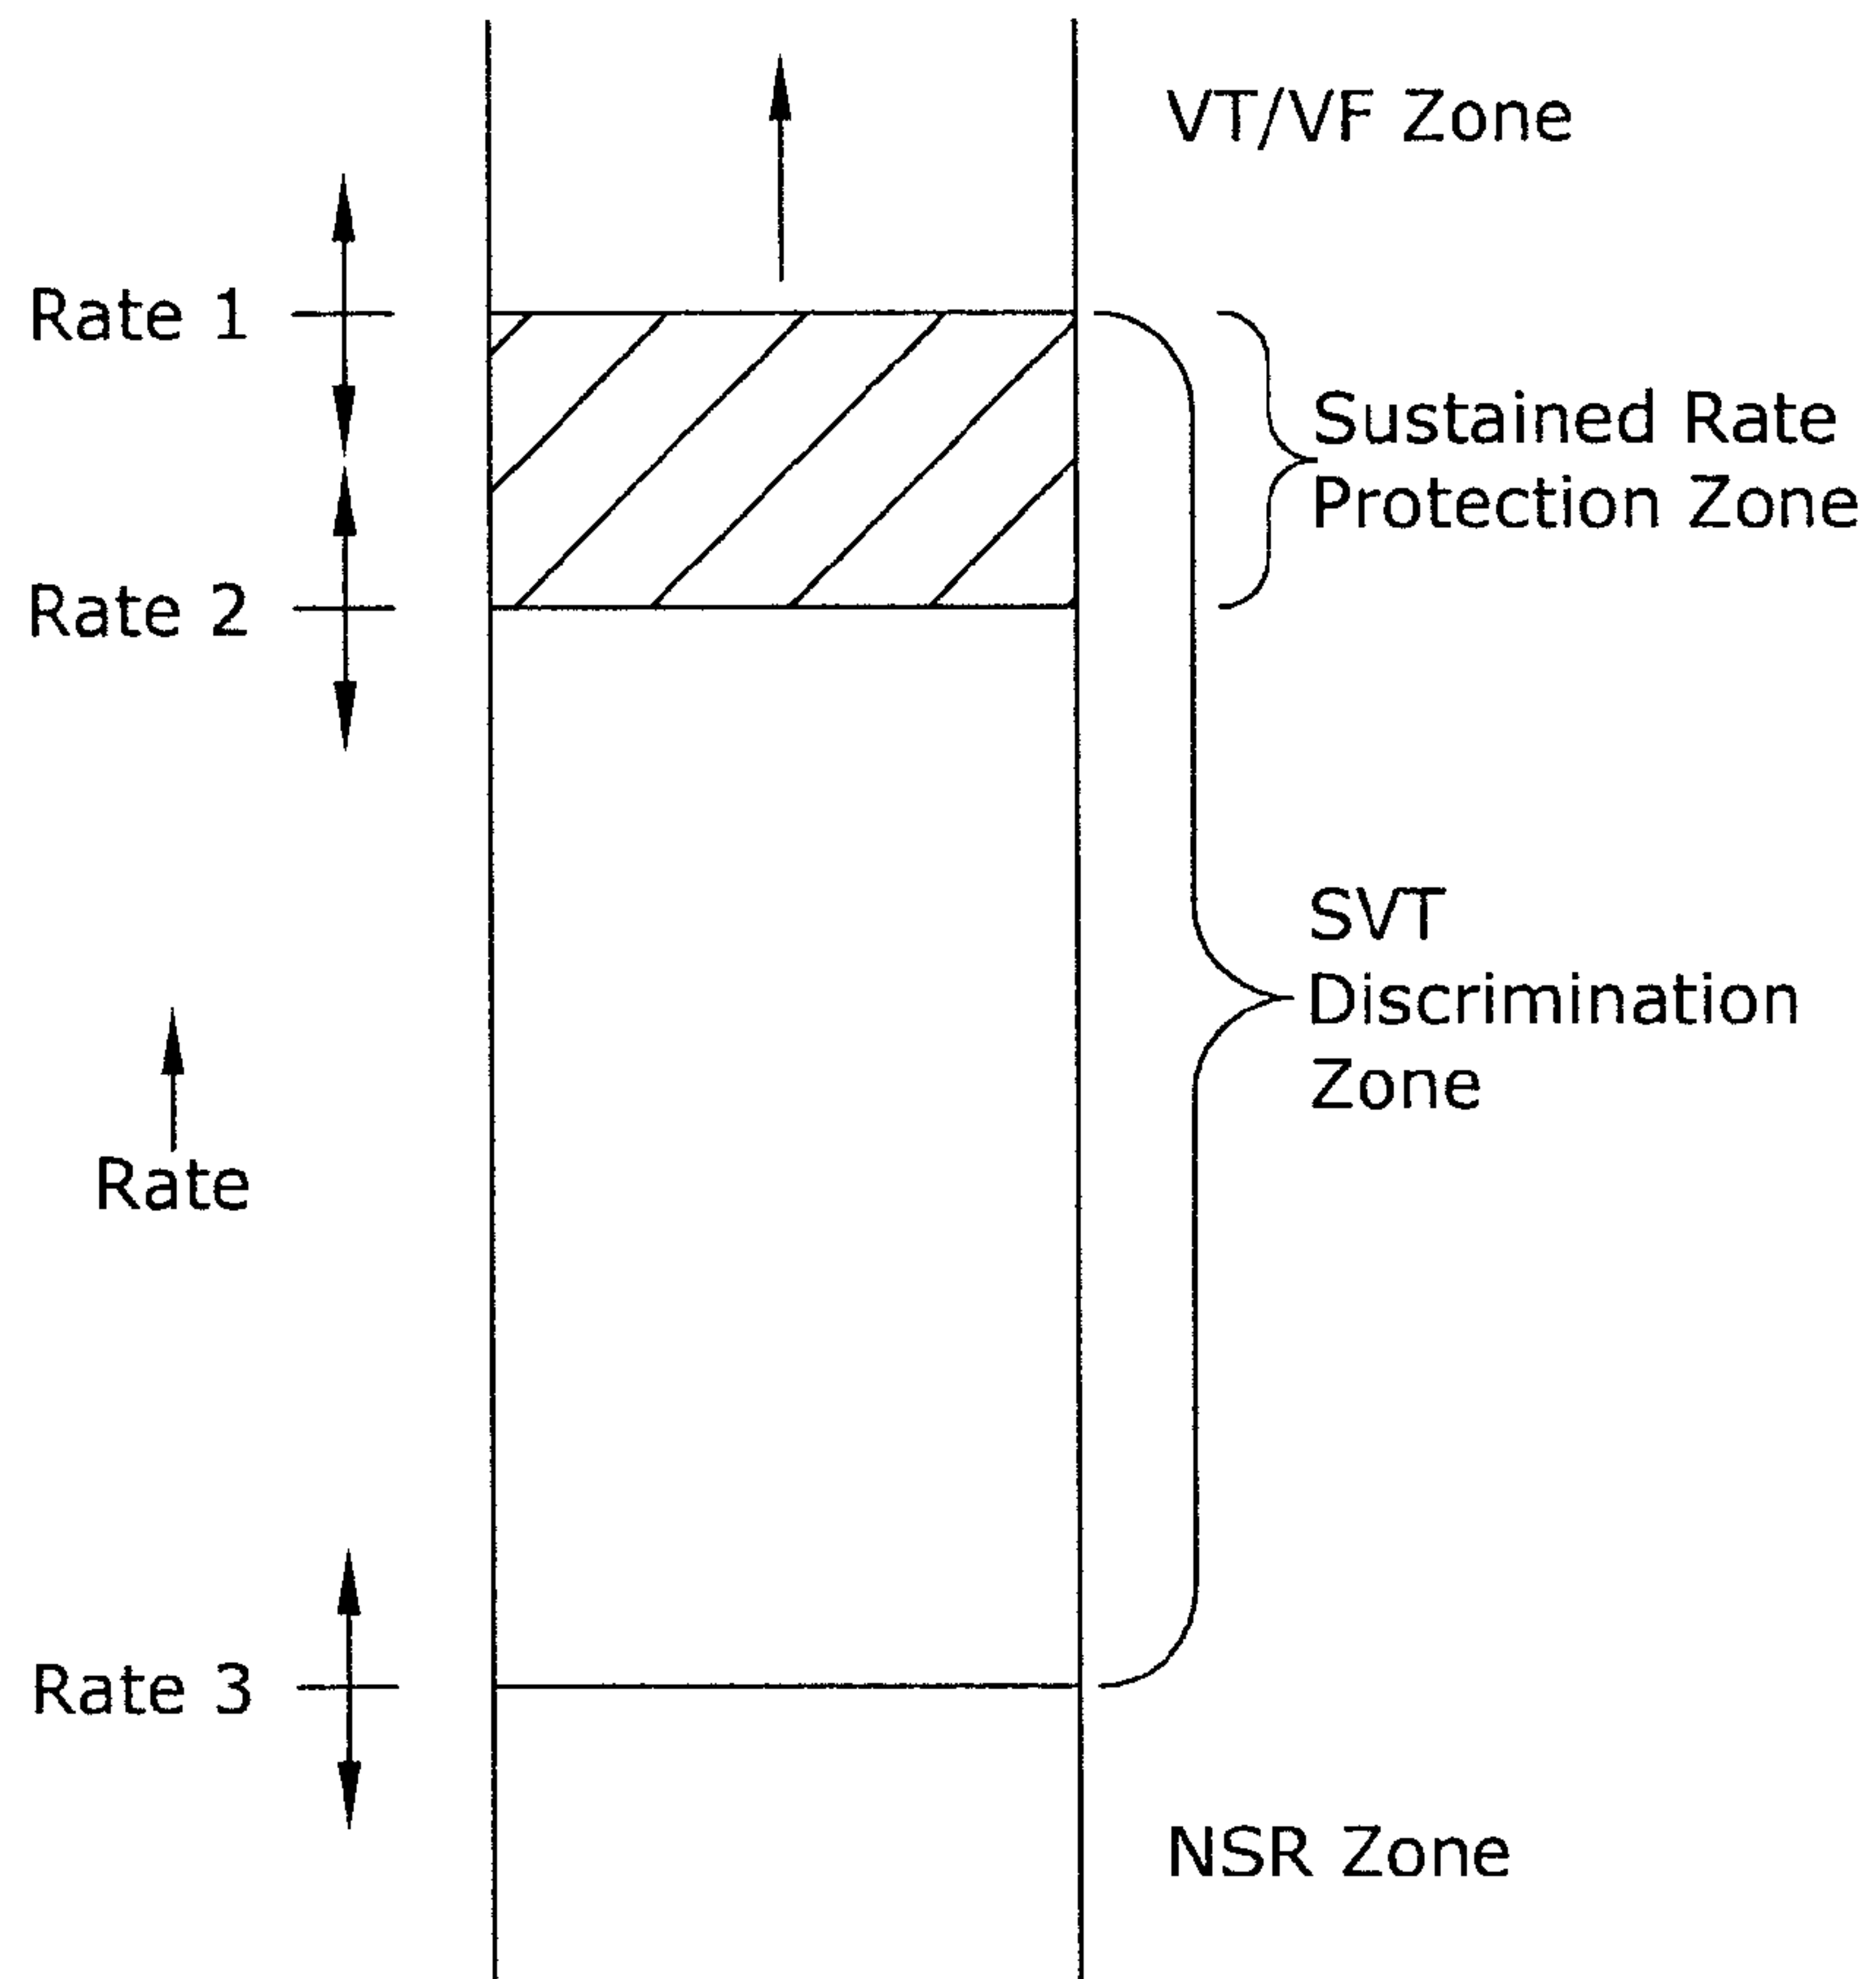 VT/VF Zone
Rate 1
Sustained Rate
Protection Zone
Rate 2
SVT
Discrimination
Zone
Rate
Rate 3
NSR Zone